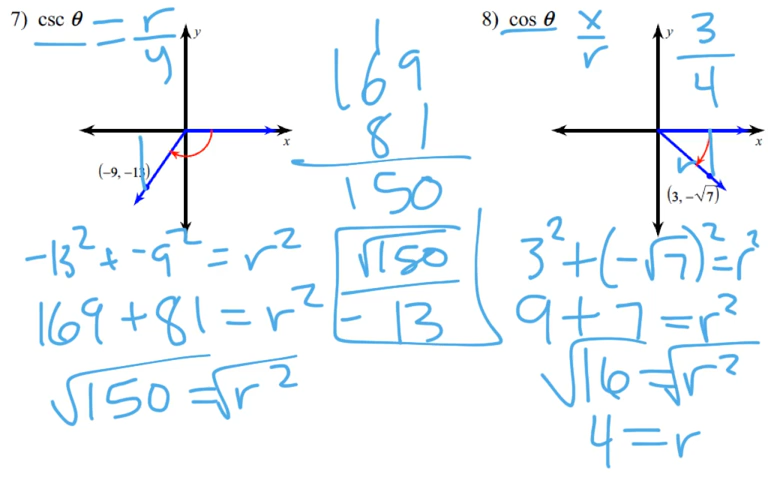 7) csc θ = r/y
y
x
(-9, -13)
1
169
81
150
-13² + -9² = r²
169 + 81 = r²
√150 = √r²
√150
-13
8) cos θ x/r
3/4
y
x
r
(3, -√7)
3² + (-√7)² = r²
9 + 7 = r²
√16 = √r²
4 = r